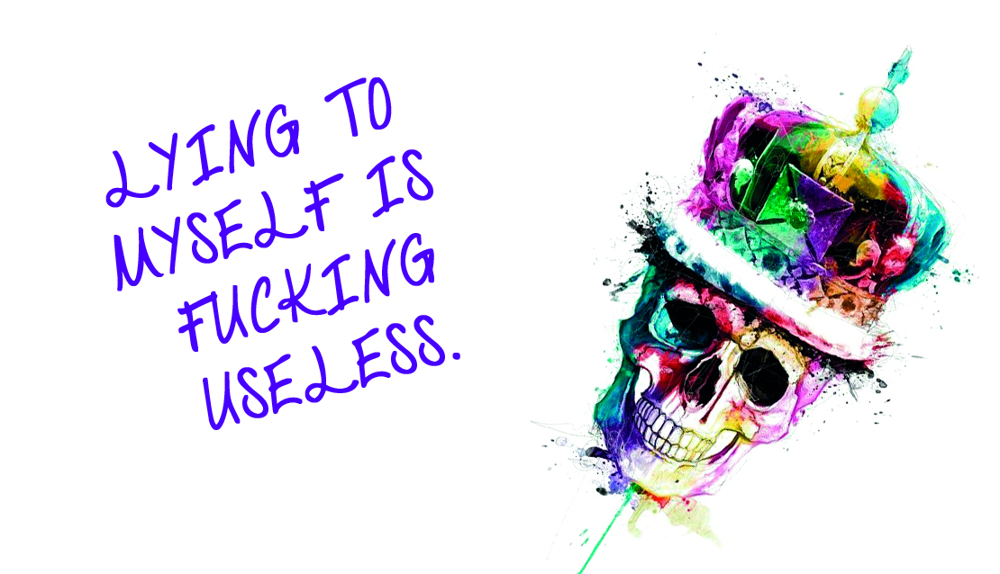 LYING TO
MYSELF IS
FUCKING
USELESS.